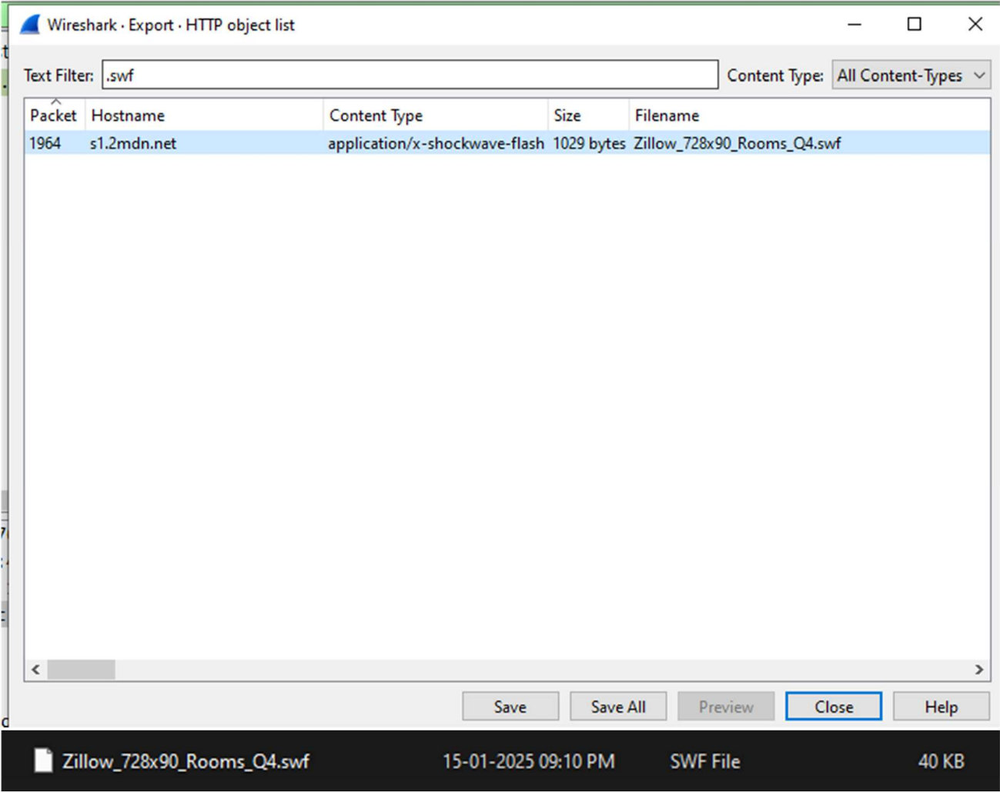 Wireshark · Export · HTTP object list
Text Filter: .swf Content Type: All Content-Types
Packet Hostname Content Type Size Filename
1964 s1.2mdn.net application/x-shockwave-flash 1029 bytes Zillow_728x90_Rooms_Q4.swf
Save Save All Preview Close Help
Zillow_728x90_Rooms_Q4.swf 15-01-2025 09:10 PM SWF File 40 KB